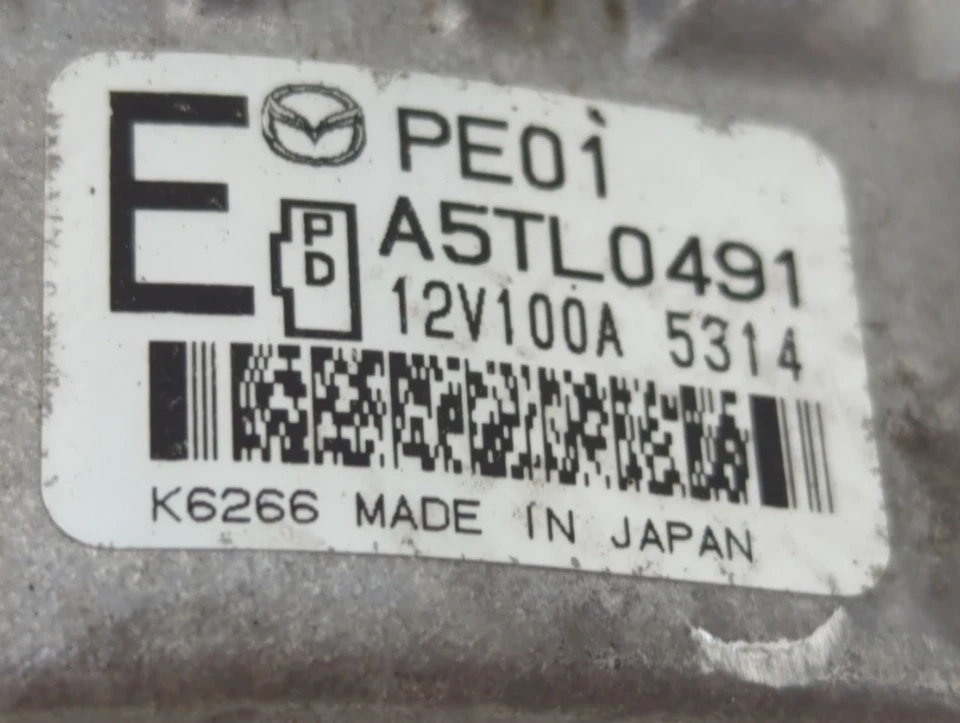 E PE01
P
D
A5TL0491
12V100A 5314
K6266 MADE IN JAPAN